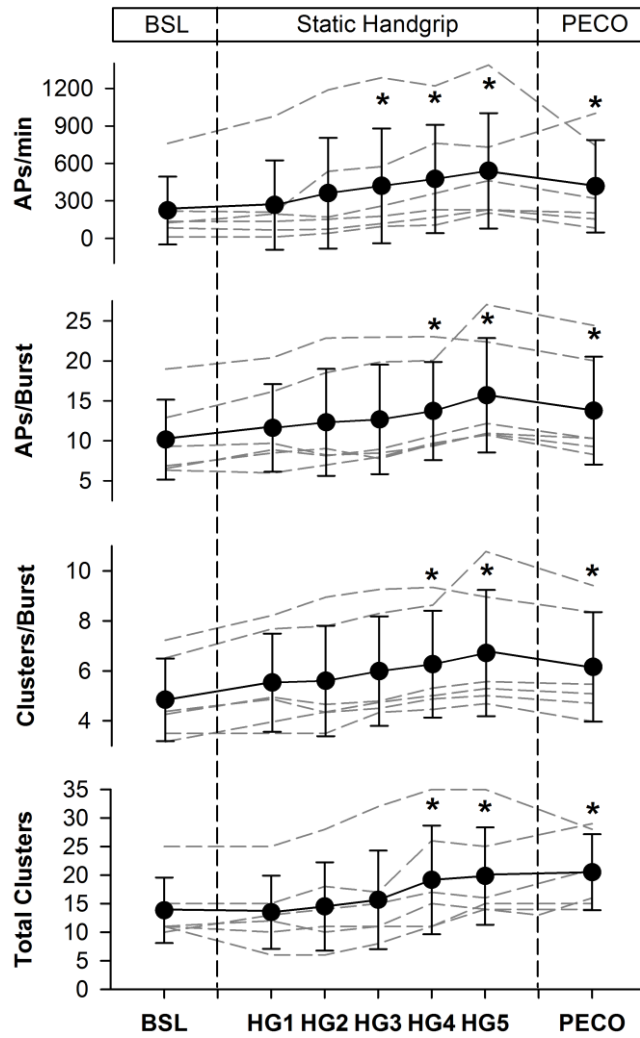 BSL Static Handgrip PECO
APs/min
1200
900
600
300
0
* * * *
APs/Burst
25
20
15
10
5
* * *
Clusters/Burst
10
8
6
4
* * *
Total Clusters
35
30
25
20
15
10
5
0
* * *
BSL HG1 HG2 HG3 HG4 HG5 PECO